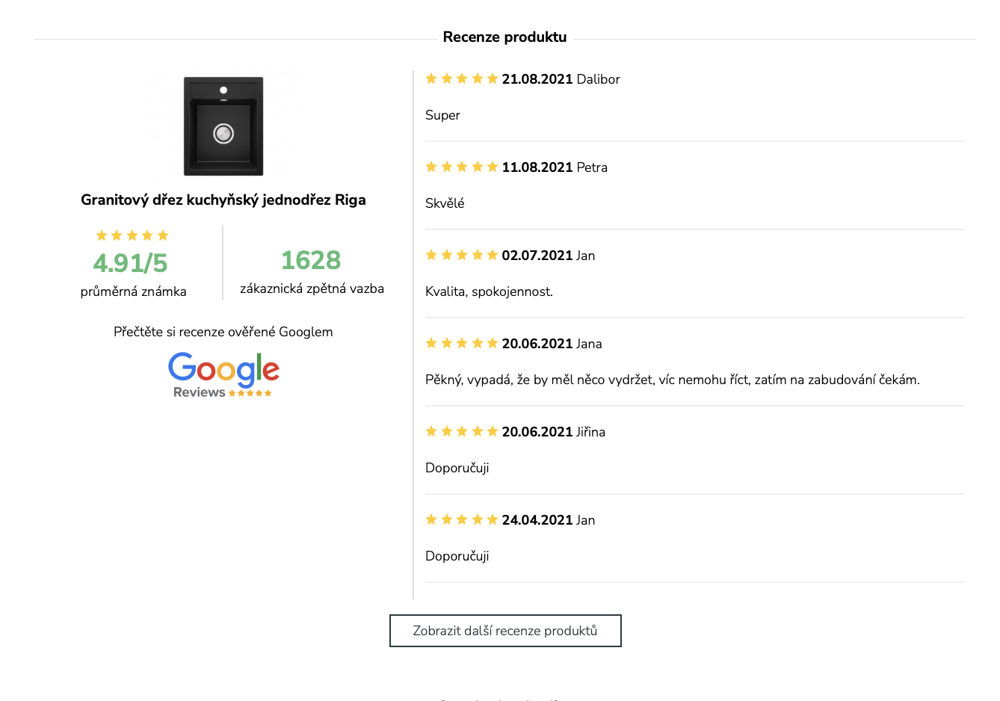 Recenze produktu
Granitový dřez kuchyňský jednodřez Riga
4.91/5
průměrná známka
1628
zákaznická zpětná vazba
Přečtěte si recenze ověřené Googlem
Google
Reviews
21.08.2021 Dalibor
Super
11.08.2021 Petra
Skvělé
02.07.2021 Jan
Kvalita, spokojennost.
20.06.2021 Jana
Pěkný, vypadá, že by měl něco vydržet, víc nemohu říct, zatím na zabudování čekám.
20.06.2021 Jiřina
Doporučuji
24.04.2021 Jan
Doporučuji
Zobrazit další recenze produktů